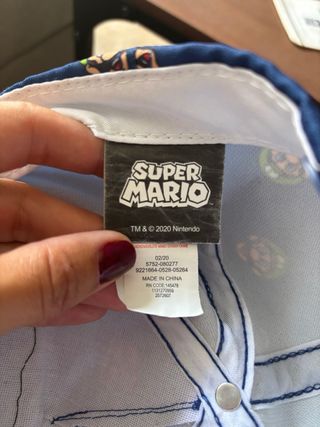 SUPER
MARIO
TM & © 2020 Nintendo
02/20
5752-080277
9221664-0528-05264
MADE IN CHINA
RN CODE:145478